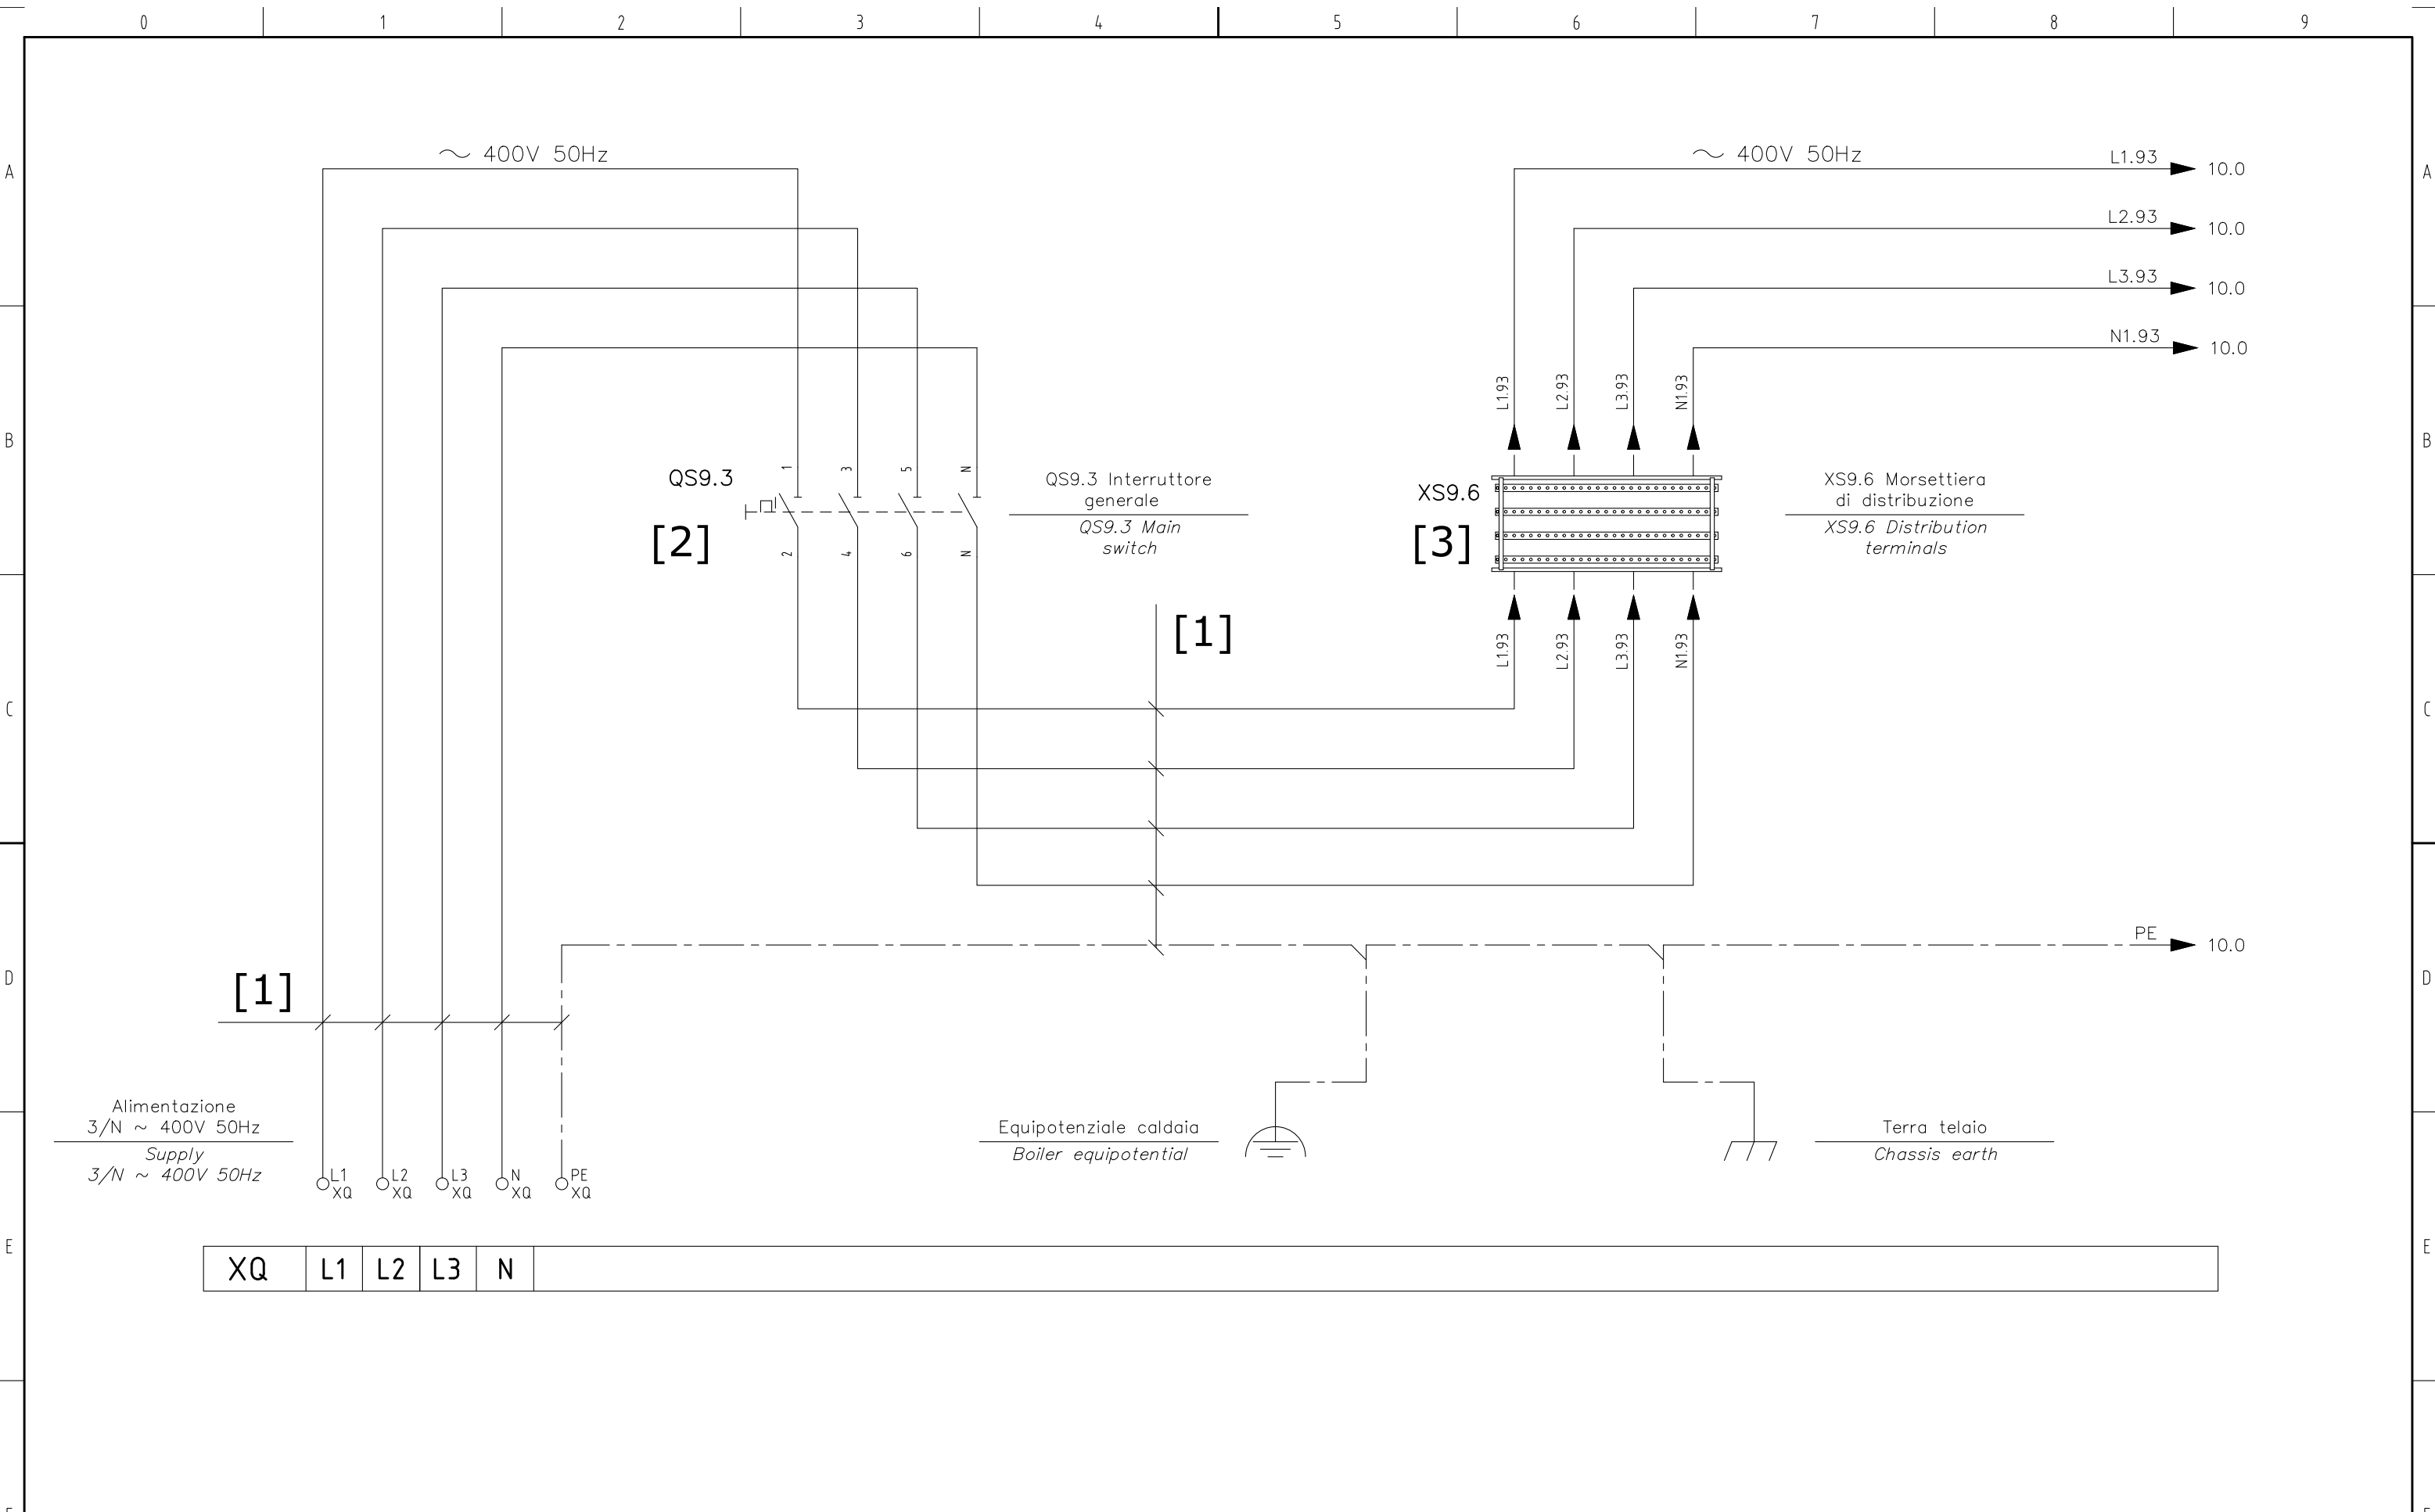 0 1 2 3 4 5 6 7 8 9
A A
~ 400V 50Hz
~ 400V 50Hz
L1.93 10.0
L2.93 10.0
L3.93 10.0
N1.93 10.0
L1.93 L2.93 L3.93 N1.93
B B
QS9.3
[2]
1 3 5 N
2 4 6 N
QS9.3 Interruttore
generale
QS9.3 Main
switch
XS9.6
[3]
XS9.6 Morsettiera
di distribuzione
XS9.6 Distribution
terminals
[1]
L1.93 L2.93 L3.93 N1.93
C C
PE 10.0
D D
[1]
Alimentazione
3/N ~ 400V 50Hz
Supply
3/N ~ 400V 50Hz
L1 L2 L3 N PE
XQ XQ XQ XQ XQ
Equipotenziale caldaia
Boiler equipotential
Terra telaio
Chassis earth
E E
XQ L1 L2 L3 N